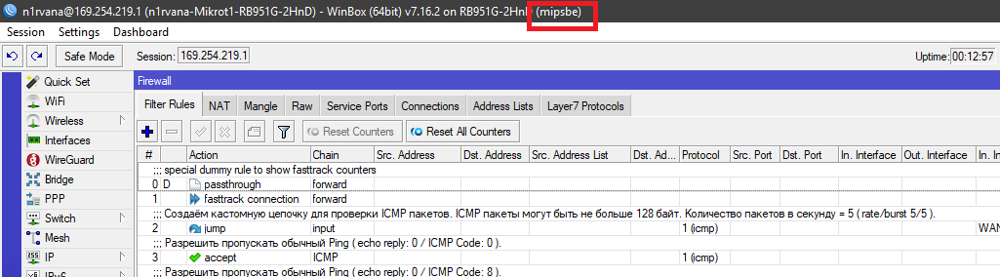 n1rvana@169.254.219.1 (n1rvana-Mikrot1-RB951G-2HnD) - WinBox (64bit) v7.16.2 on RB951G-2HnD (mipsbe)
Session Settings Dashboard
Safe Mode Session: 169.254.219.1 Uptime: 00:12:57
Quick Set
WiFi
Wireless
Interfaces
WireGuard
Bridge
PPP
Switch
Mesh
IP
IPv6
Firewall
Filter Rules NAT Mangle Raw Service Ports Connections Address Lists Layer7 Protocols
Reset Counters Reset All Counters
# Action Chain Src. Address Dst. Address Src. Address List Dst. Ad... Protocol Src. Port Dst. Port In. Interface Out. Interface In. In
;;; special dummy rule to show fasttrack counters
0 D passthrough forward
1 fasttrack connection forward
;;; Создаём кастомную цепочку для проверки ICMP пакетов. ICMP пакеты могут быть не больше 128 байт. Количество пакетов в секунду = 5 ( rate/burst 5/5 ).
2 jump input 1 (icmp) WAN
;;; Разрешить пропускать обычный Ping ( echo reply: 0 / ICMP Code: 0 ).
3 accept ICMP 1 (icmp)
;;; Разрешить пропускать обычный Ping ( echo reply: 0 / ICMP Code: 8 ).